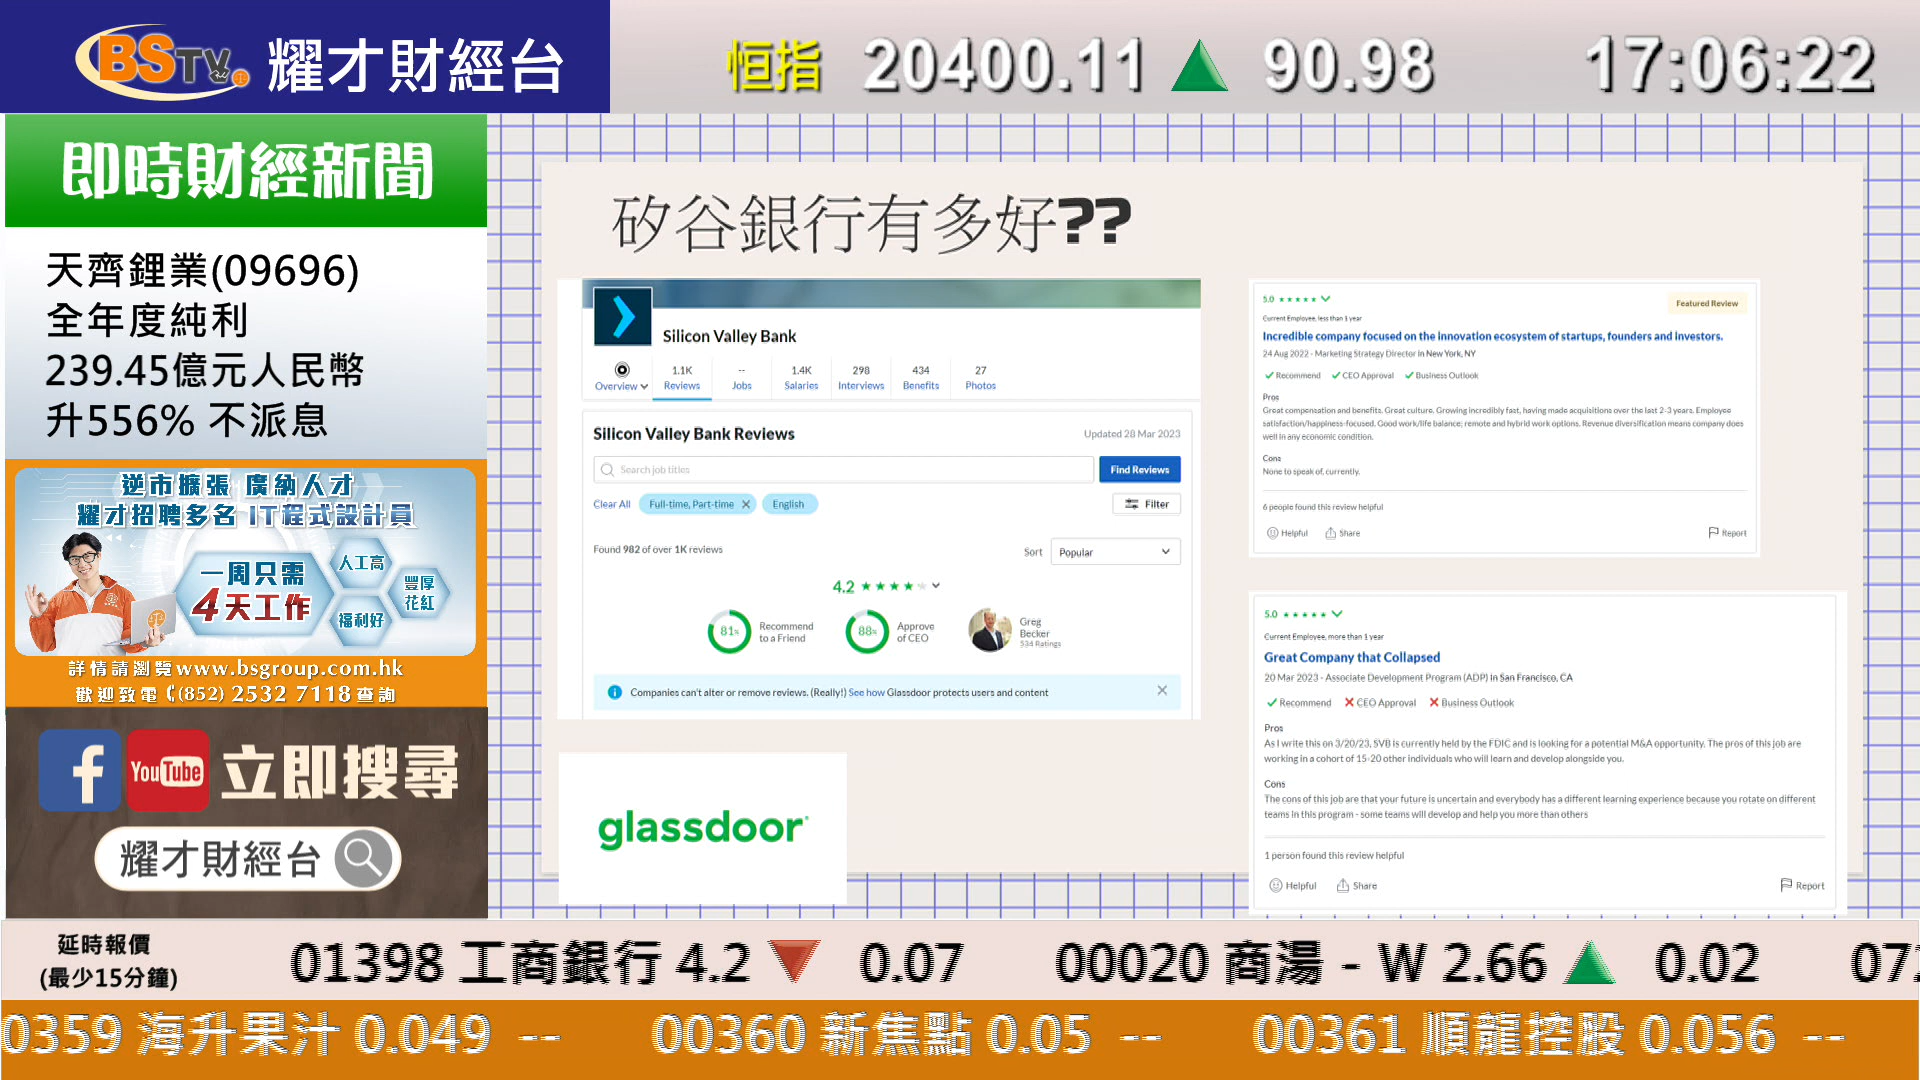 BSTV 耀才財經台
恒指 20400.11 90.98 17:06:22
即時財經新聞
天齊鋰業(09696)
全年度純利
239.45億元人民幣
升556% 不派息
逆市擴張 廣納人才
耀才招聘多名 IT程式設計員
一周只需
4天工作
人工高
福利好
豐厚
花紅
詳情請瀏覽www.bsgroup.com.hk
歡迎致電 (852) 2532 7118 查詢
f YouTube 立即搜尋
耀才財經台
矽谷銀行有多好??
Silicon Valley Bank
Overview
1.1K
Reviews
--
Jobs
1.4K
Salaries
298
Interviews
434
Benefits
27
Photos
Silicon Valley Bank Reviews
Updated 28 Mar 2023
Search job titles
Find Reviews
Clear All Full-time, Part-time English
Filter
Found 982 of over 1K reviews
Sort Popular
4.2 ★★★★★
81%
Recommend
to a Friend
88%
Approve
of CEO
Greg
Becker
534 Ratings
Companies can't alter or remove reviews. (Really!) See how Glassdoor protects users and content
glassdoor
5.0 ★★★★★
Featured Review
Current Employee, less than 1 year
Incredible company focused on the innovation ecosystem of startups, founders and investors.
24 Aug 2022 - Marketing Strategy Director in New York, NY
Recommend CEO Approval Business Outlook
Pros
Great compensation and benefits. Great culture. Growing incredibly fast, having made acquisitions over the last 2-3 years. Employee
satisfaction/happiness-focused. Good work/life balance; remote and hybrid work options. Revenue diversification means company does
well in any economic condition.
Cons
None to speak of, currently.
6 people found this review helpful
Helpful Share Report
5.0 ★★★★★
Current Employee, more than 1 year
Great Company that Collapsed
20 Mar 2023 - Associate Development Program (ADP) in San Francisco, CA
Recommend CEO Approval Business Outlook
Pros
As I write this on 3/20/23, SVB is currently held by the FDIC and is looking for a potential M&A opportunity. The pros of this job are
working in a cohort of 15-20 other individuals who will learn and develop alongside you.
Cons
The cons of this job are that your future is uncertain and everybody has a different learning experience because you rotate on different
teams in this program - some teams will develop and help you more than others
1 person found this review helpful
Helpful Share Report
延時報價
(最少15分鐘)
01398 工商銀行 4.2 0.07 00020 商湯 - W 2.66 0.02 07
0359 海升果汁 0.049 -- 00360 新焦點 0.05 -- 00361 順龍控股 0.056 --